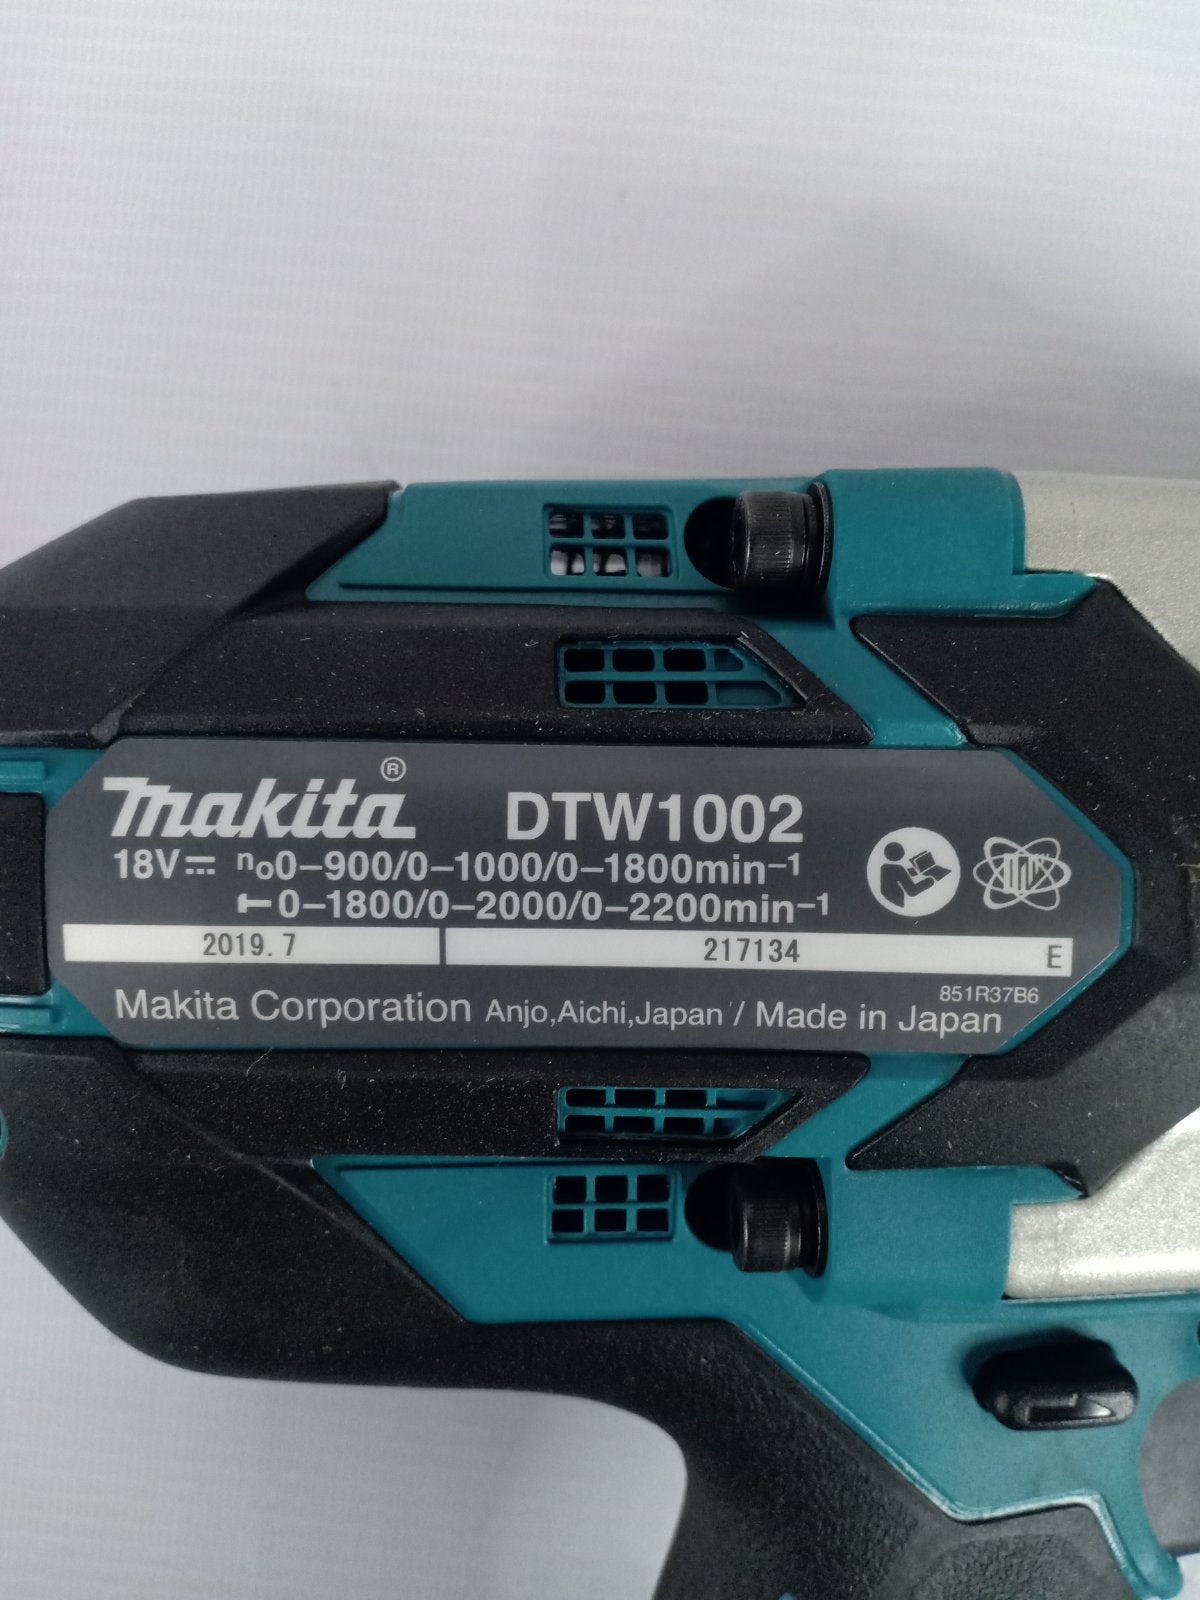 makita® DTW1002
18V⎓ n₀0–900/0–1000/0–1800min⁻¹
0–1800/0–2000/0–2200min⁻¹
2019.7 217134 E
851R37B6
Makita Corporation Anjo,Aichi,Japan / Made in Japan